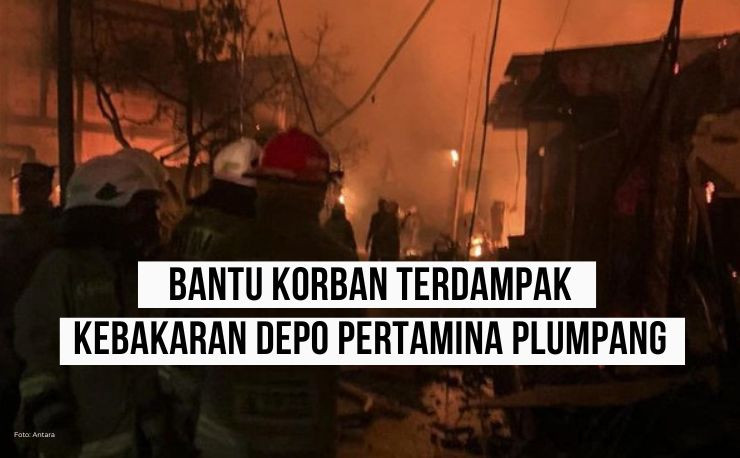 BANTU KORBAN TERDAMPAK
KEBAKARAN DEPO PERTAMINA PLUMPANG
Foto: Antara